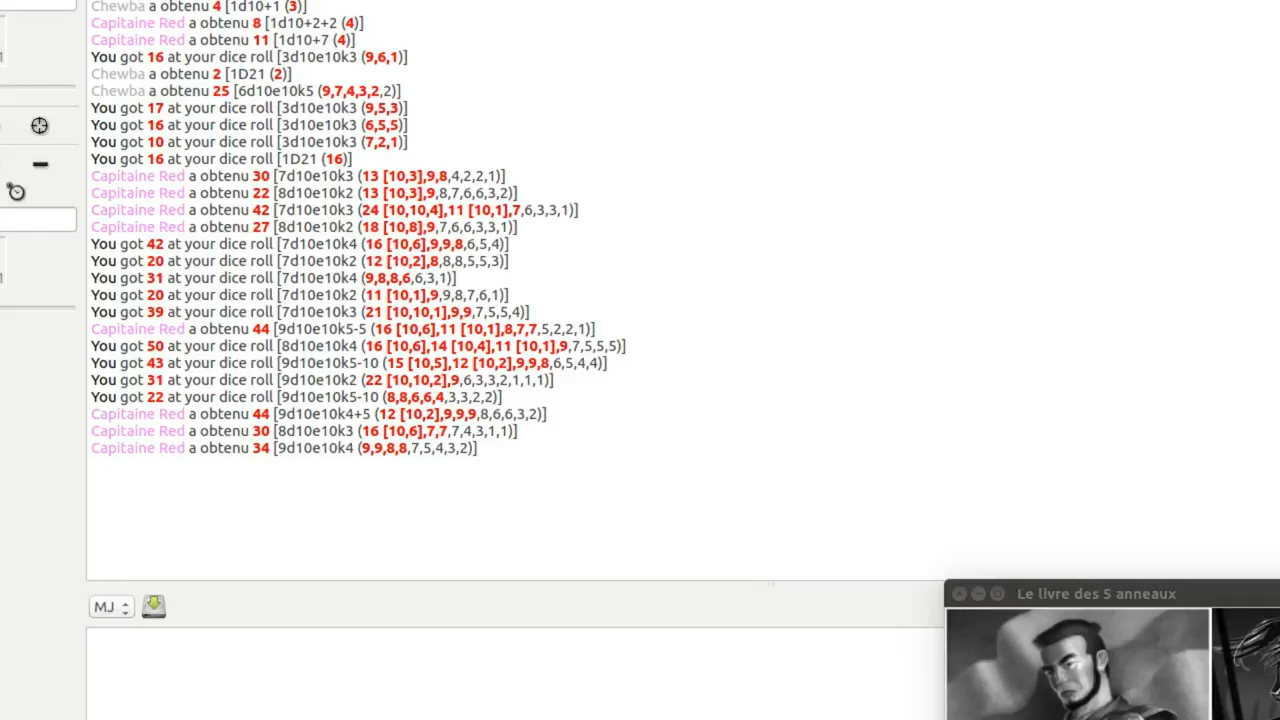 Chewba a obtenu 4 [1d10+1 (3)]
Capitaine Red a obtenu 8 [1d10+2+2 (4)]
Capitaine Red a obtenu 11 [1d10+7 (4)]
You got 16 at your dice roll [3d10e10k3 (9,6,1)]
Chewba a obtenu 2 [1D21 (2)]
Chewba a obtenu 25 [6d10e10k5 (9,7,4,3,2,2)]
You got 17 at your dice roll [3d10e10k3 (9,5,3)]
You got 16 at your dice roll [3d10e10k3 (6,5,5)]
You got 10 at your dice roll [3d10e10k3 (7,2,1)]
You got 16 at your dice roll [1D21 (16)]
Capitaine Red a obtenu 30 [7d10e10k3 (13 [10,3],9,8,4,2,2,1)]
Capitaine Red a obtenu 22 [8d10e10k2 (13 [10,3],9,8,7,6,6,3,2)]
Capitaine Red a obtenu 42 [7d10e10k3 (24 [10,10,4],11 [10,1],7,6,3,3,1)]
Capitaine Red a obtenu 27 [8d10e10k2 (18 [10,8],9,7,6,6,3,3,1)]
You got 42 at your dice roll [7d10e10k4 (16 [10,6],9,9,8,6,5,4)]
You got 20 at your dice roll [7d10e10k2 (12 [10,2],8,8,8,5,5,3)]
You got 31 at your dice roll [7d10e10k4 (9,8,8,6,6,3,1)]
You got 20 at your dice roll [7d10e10k2 (11 [10,1],9,9,8,7,6,1)]
You got 39 at your dice roll [7d10e10k3 (21 [10,10,1],9,9,7,5,5,4)]
Capitaine Red a obtenu 44 [9d10e10k5-5 (16 [10,6],11 [10,1],8,7,7,5,2,2,1)]
You got 50 at your dice roll [8d10e10k4 (16 [10,6],14 [10,4],11 [10,1],9,7,5,5,5)]
You got 43 at your dice roll [9d10e10k5-10 (15 [10,5],12 [10,2],9,9,8,6,5,4,4)]
You got 31 at your dice roll [9d10e10k2 (22 [10,10,2],9,6,3,3,2,1,1,1)]
You got 22 at your dice roll [9d10e10k5-10 (8,8,6,6,4,3,3,2,2)]
Capitaine Red a obtenu 44 [9d10e10k4+5 (12 [10,2],9,9,9,8,6,6,3,2)]
Capitaine Red a obtenu 30 [8d10e10k3 (16 [10,6],7,7,7,4,3,1,1)]
Capitaine Red a obtenu 34 [9d10e10k4 (9,9,8,8,7,5,4,3,2)]
MJ
Le livre des 5 anneaux